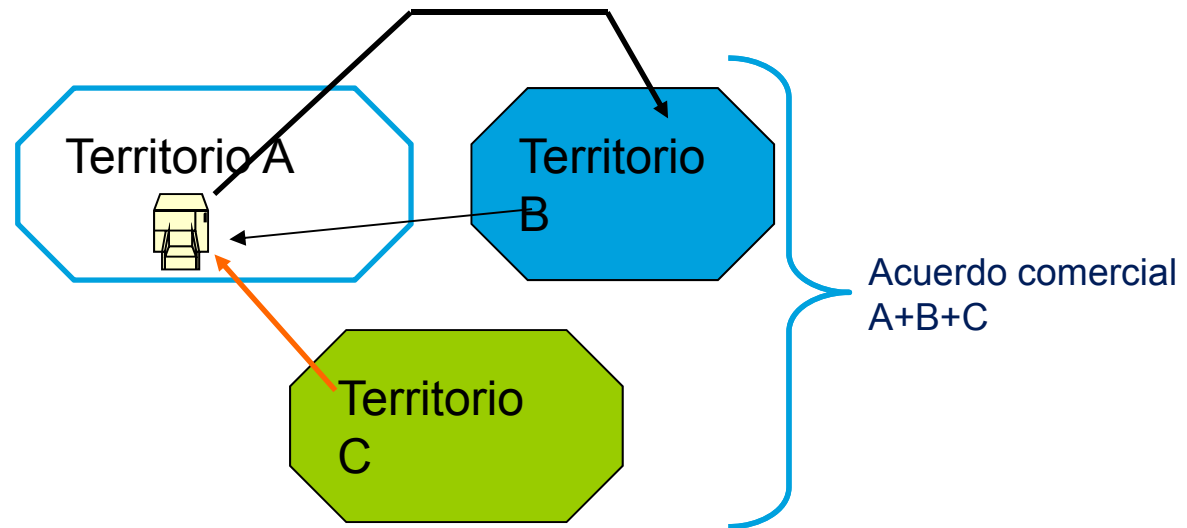 Territorio A
Territorio
B
Territorio
C
Acuerdo comercial
A+B+C